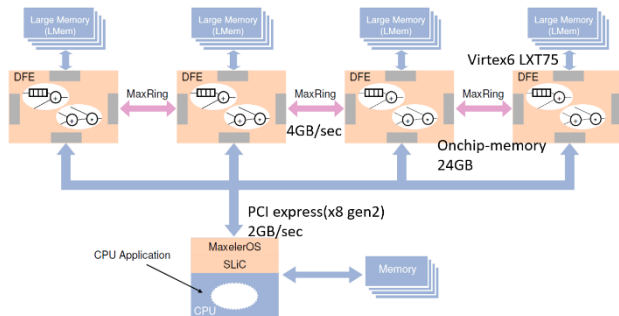 Large Memory
(LMem)
Large Memory
(LMem)
Large Memory
(LMem)
Large Memory
(LMem)
Virtex6 LXT75
DFE
DFE
DFE
DFE
MaxRing
MaxRing
MaxRing
4GB/sec
Onchip-memory
24GB
PCI express(x8 gen2)
2GB/sec
MaxelerOS
SLiC
CPU Application
CPU
Memory